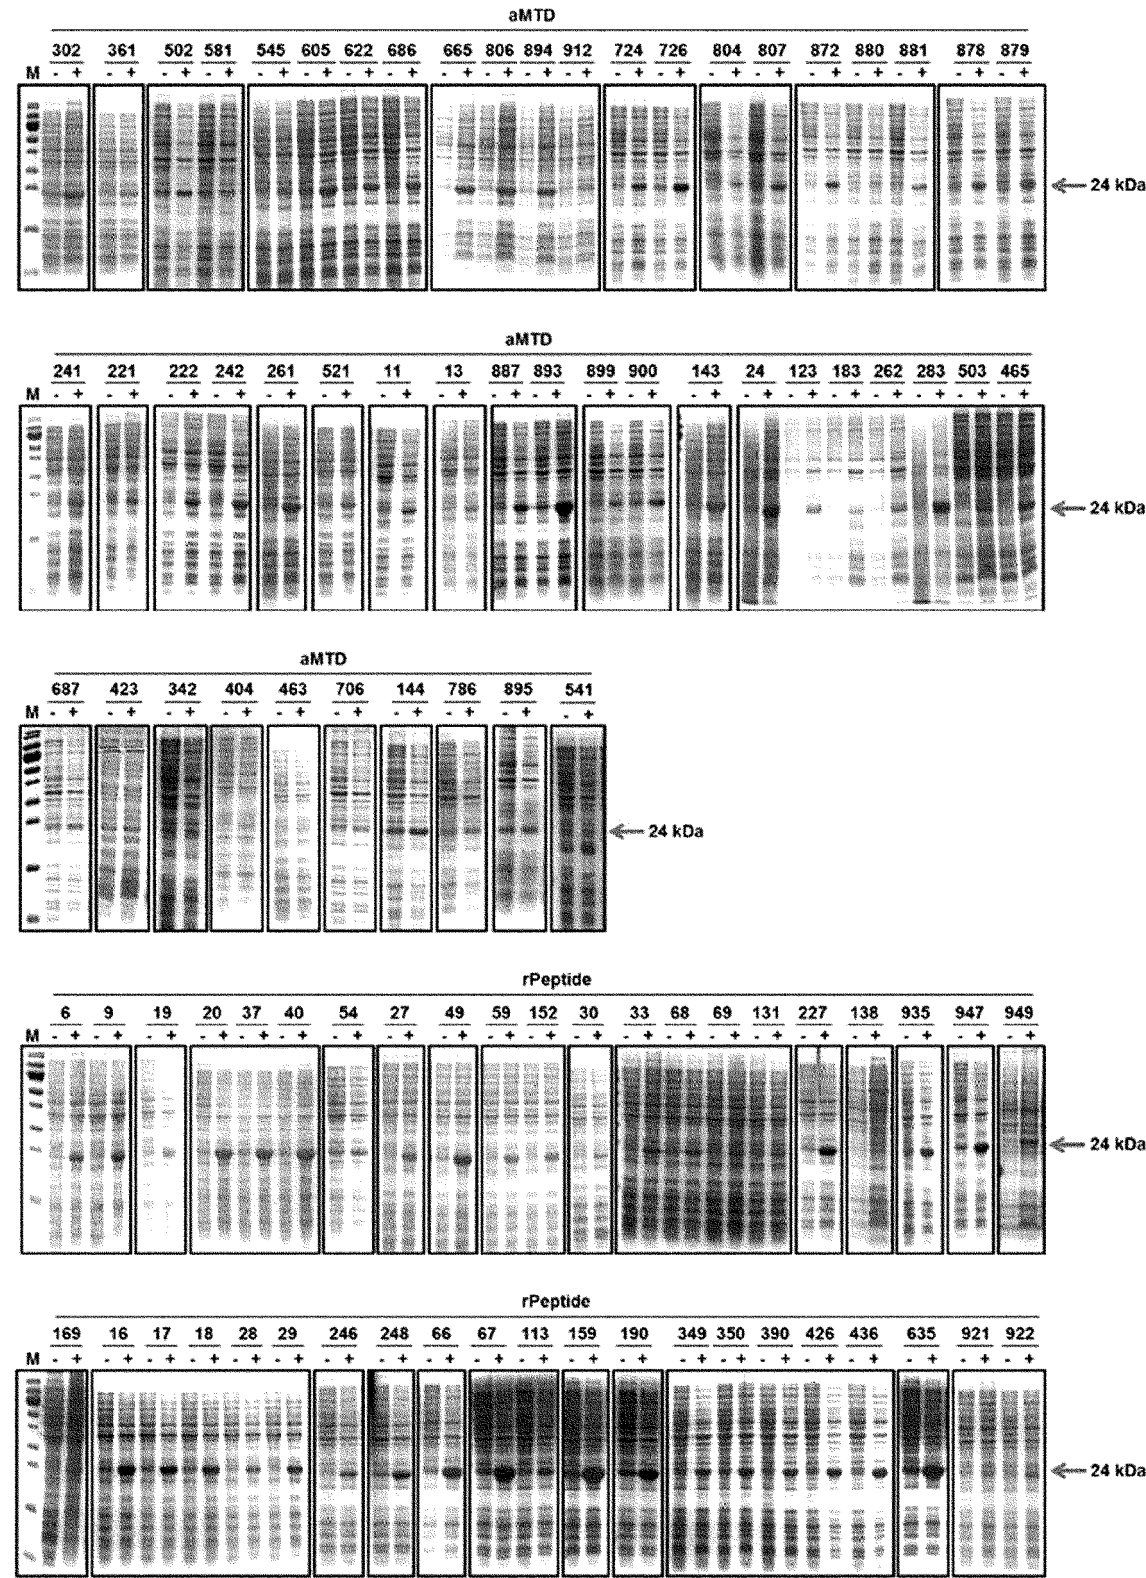 aMTD
302 361 502 581 545 605 622 686 665 806 894 912 724 726 804 807 872 880 881 878 879
M - + - + - + - + - + - + - + - + - + - + - + - + - + - + - + - + - + - + - + - + - +
24 kDa
aMTD
241 221 222 242 261 521 11 13 887 893 899 900 143 24 123 183 262 283 503 465
M - + - + - + - + - + - + - + - + - + - + - + - + - + - + - + - + - + - + - + - +
24 kDa
aMTD
687 423 342 404 463 706 144 786 895 541
M - + - + - + - + - + - + - + - + - + - +
24 kDa
rPeptide
6 9 19 20 37 40 54 27 49 59 152 30 33 68 69 131 227 138 935 947 949
M - + - + - + - + - + - + - + - + - + - + - + - + - + - + - + - + - + - + - + - + - +
24 kDa
rPeptide
169 16 17 18 28 29 246 248 66 67 113 159 190 349 350 390 426 436 635 921 922
M - + - + - + - + - + - + - + - + - + - + - + - + - + - + - + - + - + - + - + - + - +
24 kDa